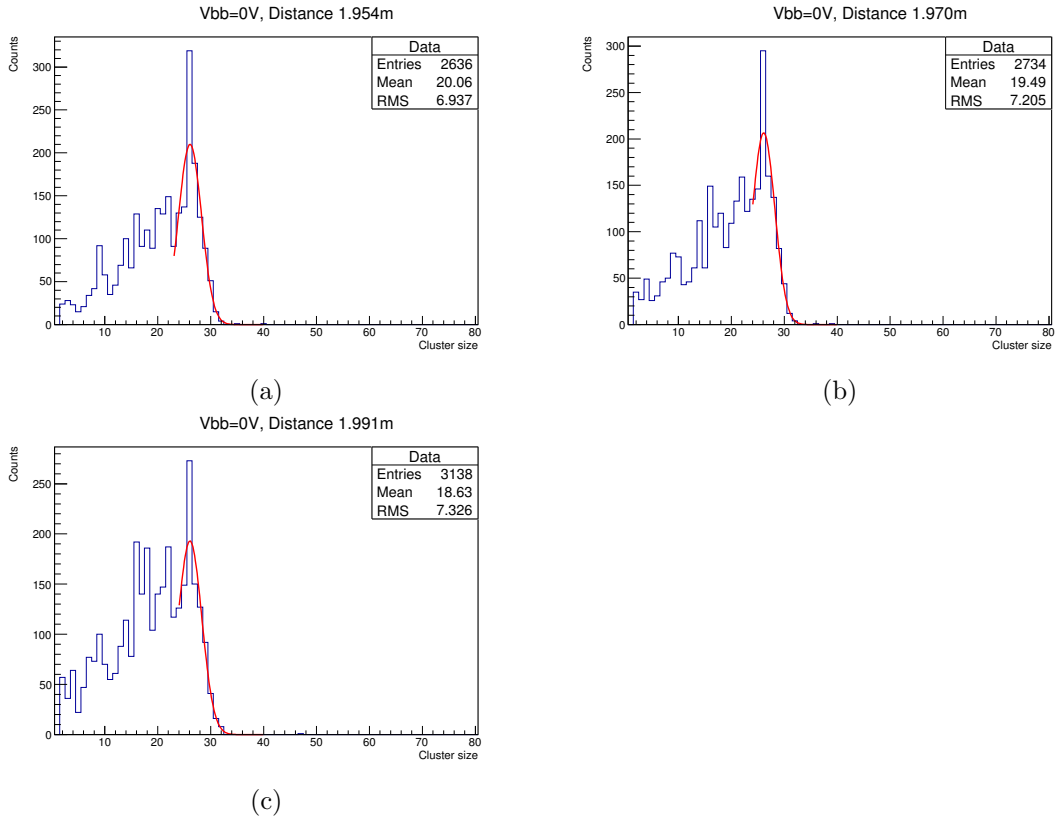 Vbb=0V, Distance 1.954m
Counts
Data
Entries 2636
Mean 20.06
RMS 6.937
300
250
200
150
100
50
0
10 20 30 40 50 60 70 80
Cluster size
(a)
Vbb=0V, Distance 1.970m
Counts
Data
Entries 2734
Mean 19.49
RMS 7.205
300
250
200
150
100
50
0
10 20 30 40 50 60 70 80
Cluster size
(b)
Vbb=0V, Distance 1.991m
Counts
Data
Entries 3138
Mean 18.63
RMS 7.326
250
200
150
100
50
0
10 20 30 40 50 60 70 80
Cluster size
(c)